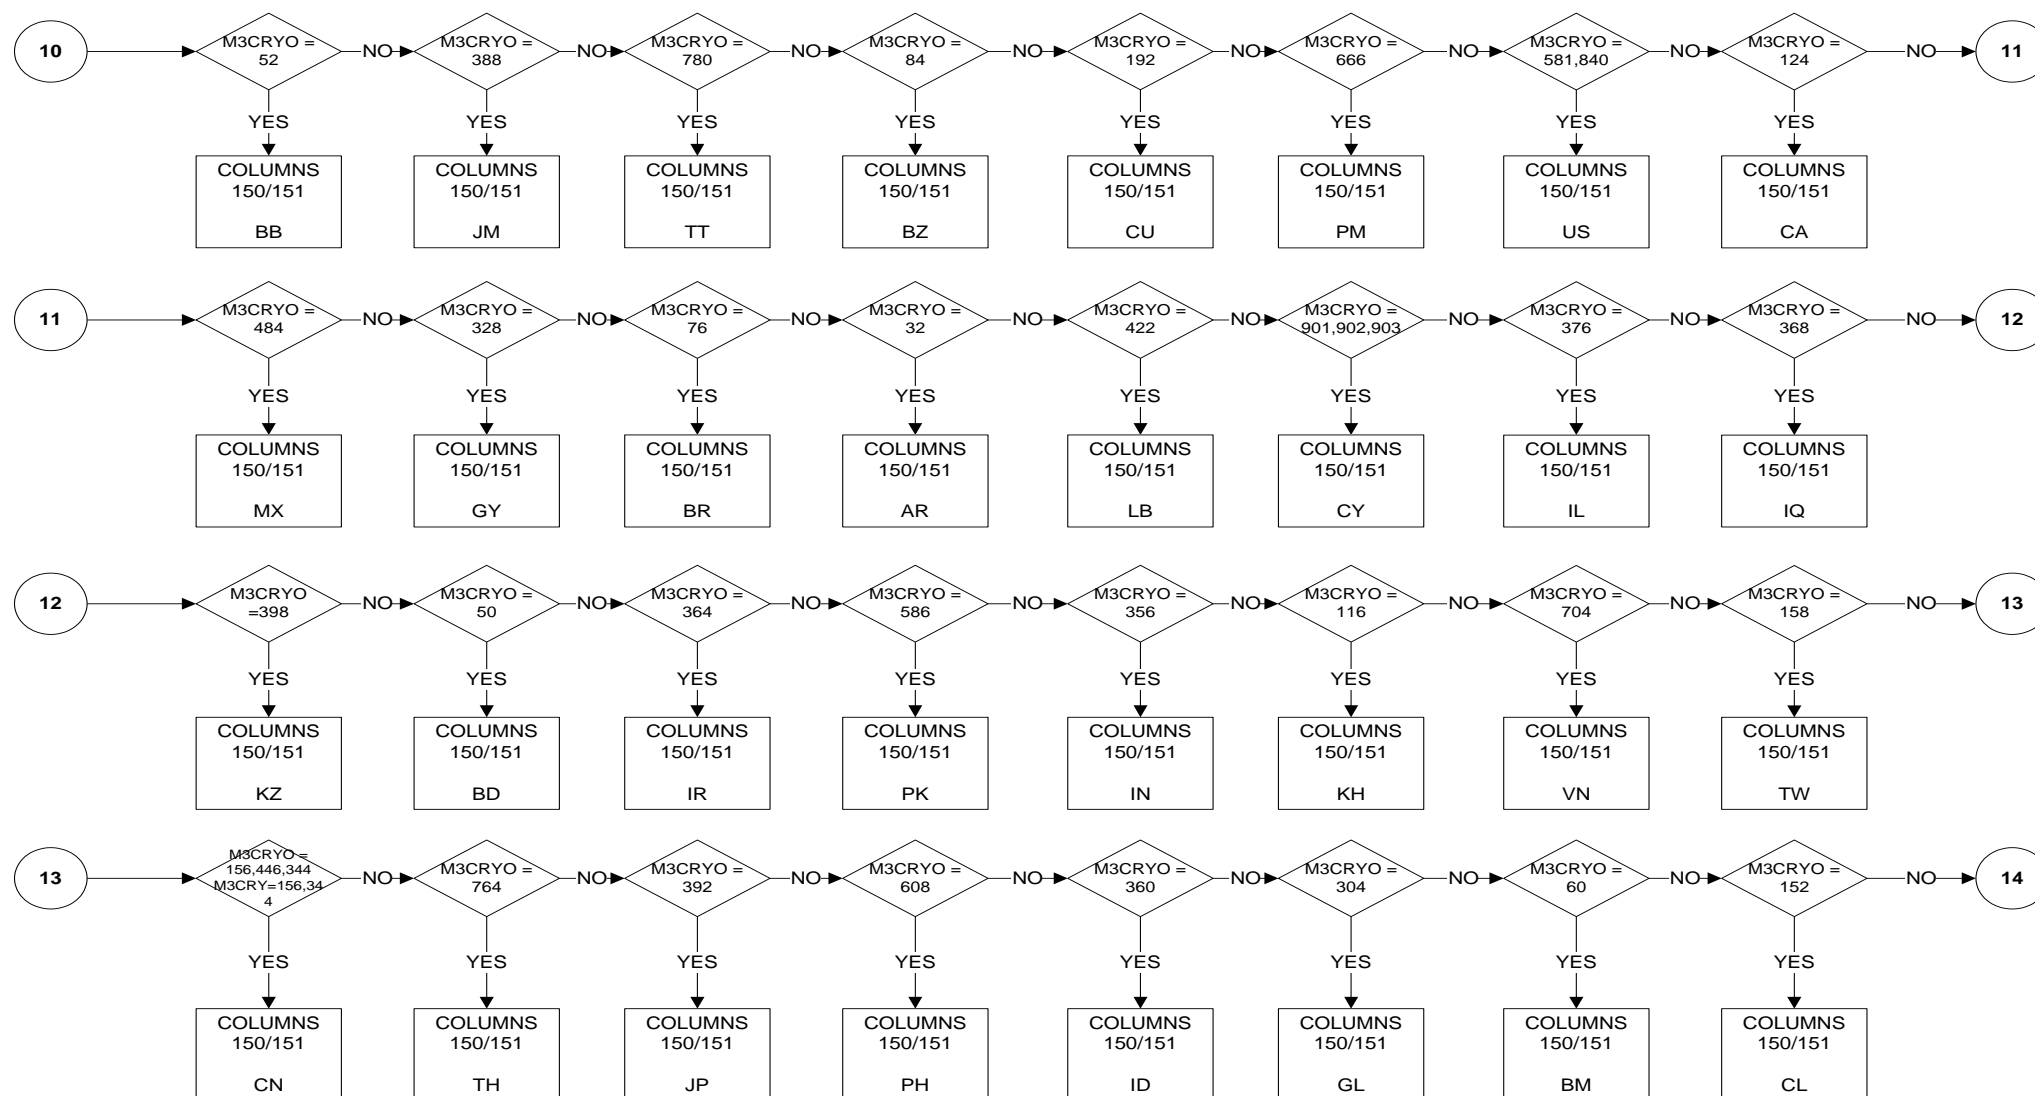 10
M3CRYO =
52
NO
M3CRYO =
388
NO
M3CRYO =
780
NO
M3CRYO =
84
NO
M3CRYO =
192
NO
M3CRYO =
666
NO
M3CRYO =
581,840
NO
M3CRYO =
124
NO
11
YES
YES
YES
YES
YES
YES
YES
YES
COLUMNS
150/151
BB
COLUMNS
150/151
JM
COLUMNS
150/151
TT
COLUMNS
150/151
BZ
COLUMNS
150/151
CU
COLUMNS
150/151
PM
COLUMNS
150/151
US
COLUMNS
150/151
CA
11
M3CRYO =
484
NO
M3CRYO =
328
NO
M3CRYO =
76
NO
M3CRYO =
32
NO
M3CRYO =
422
NO
M3CRYO =
901,902,903
NO
M3CRYO =
376
NO
M3CRYO =
368
NO
12
YES
YES
YES
YES
YES
YES
YES
YES
COLUMNS
150/151
MX
COLUMNS
150/151
GY
COLUMNS
150/151
BR
COLUMNS
150/151
AR
COLUMNS
150/151
LB
COLUMNS
150/151
CY
COLUMNS
150/151
IL
COLUMNS
150/151
IQ
12
M3CRYO
=398
NO
M3CRYO =
50
NO
M3CRYO =
364
NO
M3CRYO =
586
NO
M3CRYO =
356
NO
M3CRYO =
116
NO
M3CRYO =
704
NO
M3CRYO =
158
NO
13
YES
YES
YES
YES
YES
YES
YES
YES
COLUMNS
150/151
KZ
COLUMNS
150/151
BD
COLUMNS
150/151
IR
COLUMNS
150/151
PK
COLUMNS
150/151
IN
COLUMNS
150/151
KH
COLUMNS
150/151
VN
COLUMNS
150/151
TW
13
M3CRYO =
156,446,344
M3CRY=156,34
4
NO
M3CRYO =
764
NO
M3CRYO =
392
NO
M3CRYO =
608
NO
M3CRYO =
360
NO
M3CRYO =
304
NO
M3CRYO =
60
NO
M3CRYO =
152
NO
14
YES
YES
YES
YES
YES
YES
YES
YES
COLUMNS
150/151
CN
COLUMNS
150/151
TH
COLUMNS
150/151
JP
COLUMNS
150/151
PH
COLUMNS
150/151
ID
COLUMNS
150/151
GL
COLUMNS
150/151
BM
COLUMNS
150/151
CL